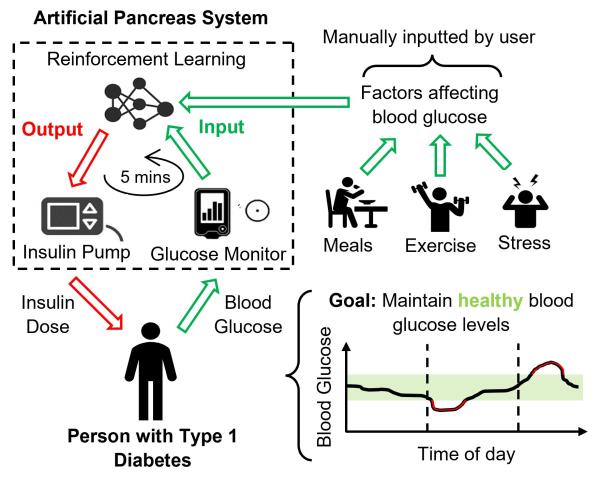 Artificial Pancreas System
Reinforcement Learning
Output
Input
5 mins
Insulin Pump
Glucose Monitor
Manually inputted by user
Factors affecting
blood glucose
Meals
Exercise
Stress
Insulin
Dose
Blood
Glucose
Person with Type 1
Diabetes
Goal: Maintain healthy blood
glucose levels
Blood Glucose
Time of day